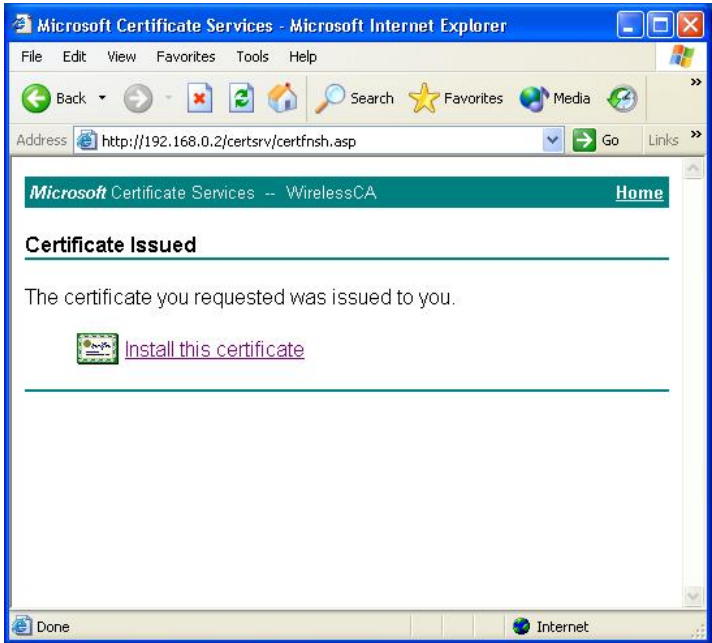 Microsoft Certificate Services - Microsoft Internet Explorer
File Edit View Favorites Tools Help
Back Search Favorites Media »
Address http://192.168.0.2/certsrv/certfnsh.asp Go Links »
Microsoft Certificate Services -- WirelessCA Home
Certificate Issued
The certificate you requested was issued to you.
Install this certificate
Done Internet